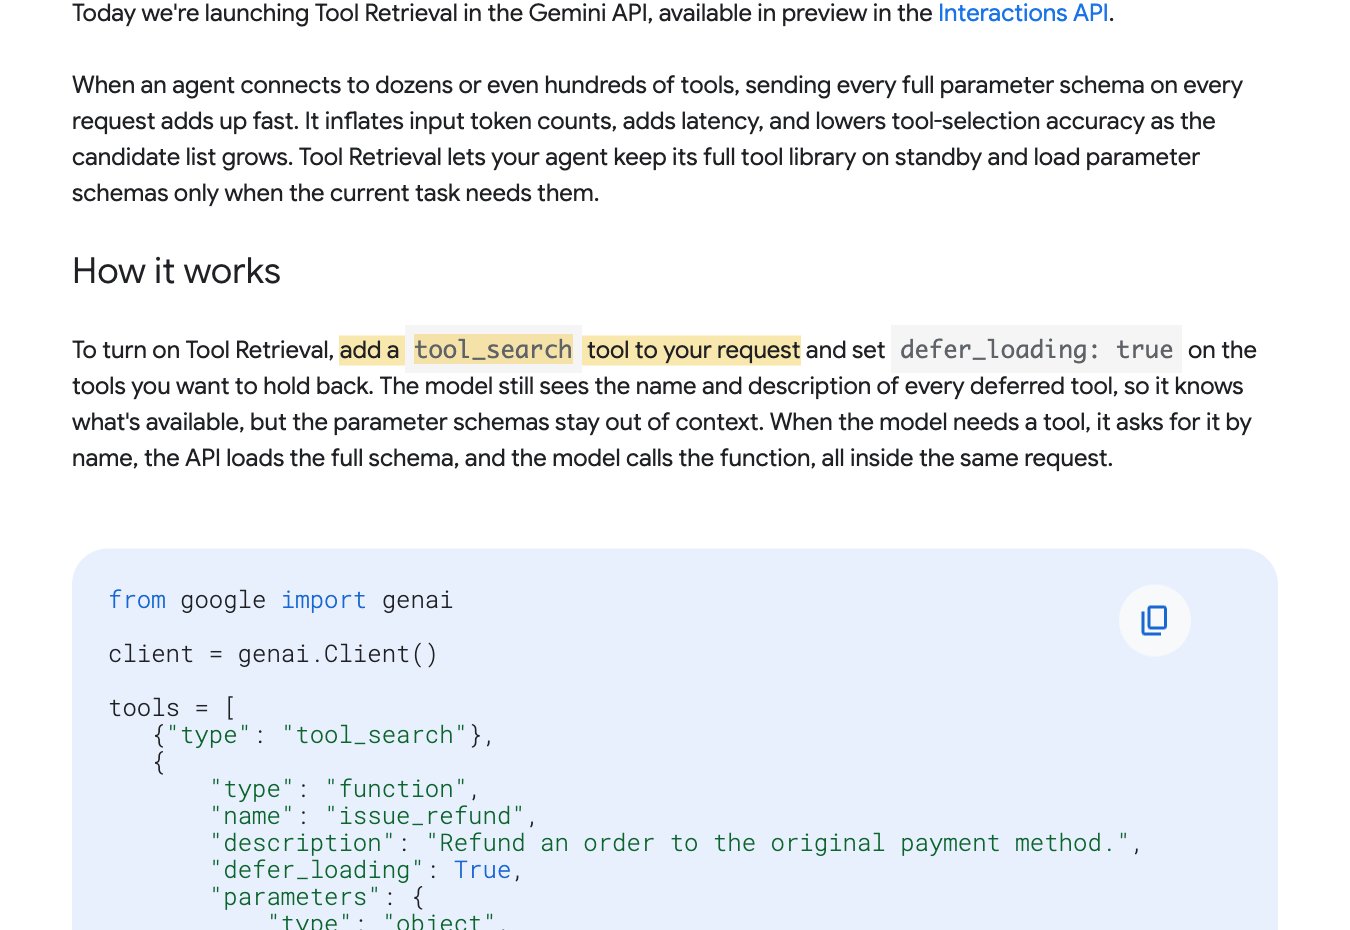 Today we're launching Tool Retrieval in the Gemini API, available in preview in the Interactions API.
When an agent connects to dozens or even hundreds of tools, sending every full parameter schema on every
request adds up fast. It inflates input token counts, adds latency, and lowers tool-selection accuracy as the
candidate list grows. Tool Retrieval lets your agent keep its full tool library on standby and load parameter
schemas only when the current task needs them.
How it works
To turn on Tool Retrieval, add a tool_search tool to your request and set defer_loading: true on the
tools you want to hold back. The model still sees the name and description of every deferred tool, so it knows
what's available, but the parameter schemas stay out of context. When the model needs a tool, it asks for it by
name, the API loads the full schema, and the model calls the function, all inside the same request.
from google import genai
client = genai.Client()
tools = [
   {"type": "tool_search"},
   {
       "type": "function",
       "name": "issue_refund",
       "description": "Refund an order to the original payment method.",
       "defer_loading": True,
       "parameters": {
           "type": "object",